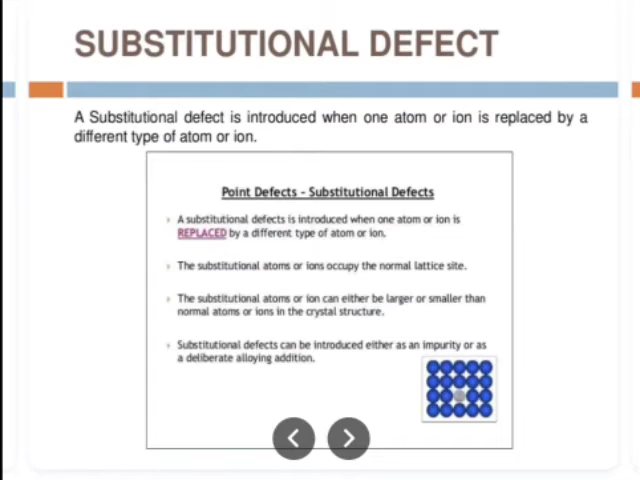 SUBSTITUTIONAL DEFECT
A Substitutional defect is introduced when one atom or ion is replaced by a
different type of atom or ion.
Point Defects - Substitutional Defects
A substitutional defects is introduced when one atom or ion is
REPLACED by a different type of atom or ion.
The substitutional atoms or ions occupy the normal lattice site.
The substitutional atoms or ion can either be larger or smaller than
normal atoms or ions in the crystal structure.
Substitutional defects can be introduced either as an impurity or as
a deliberate alloying addition.